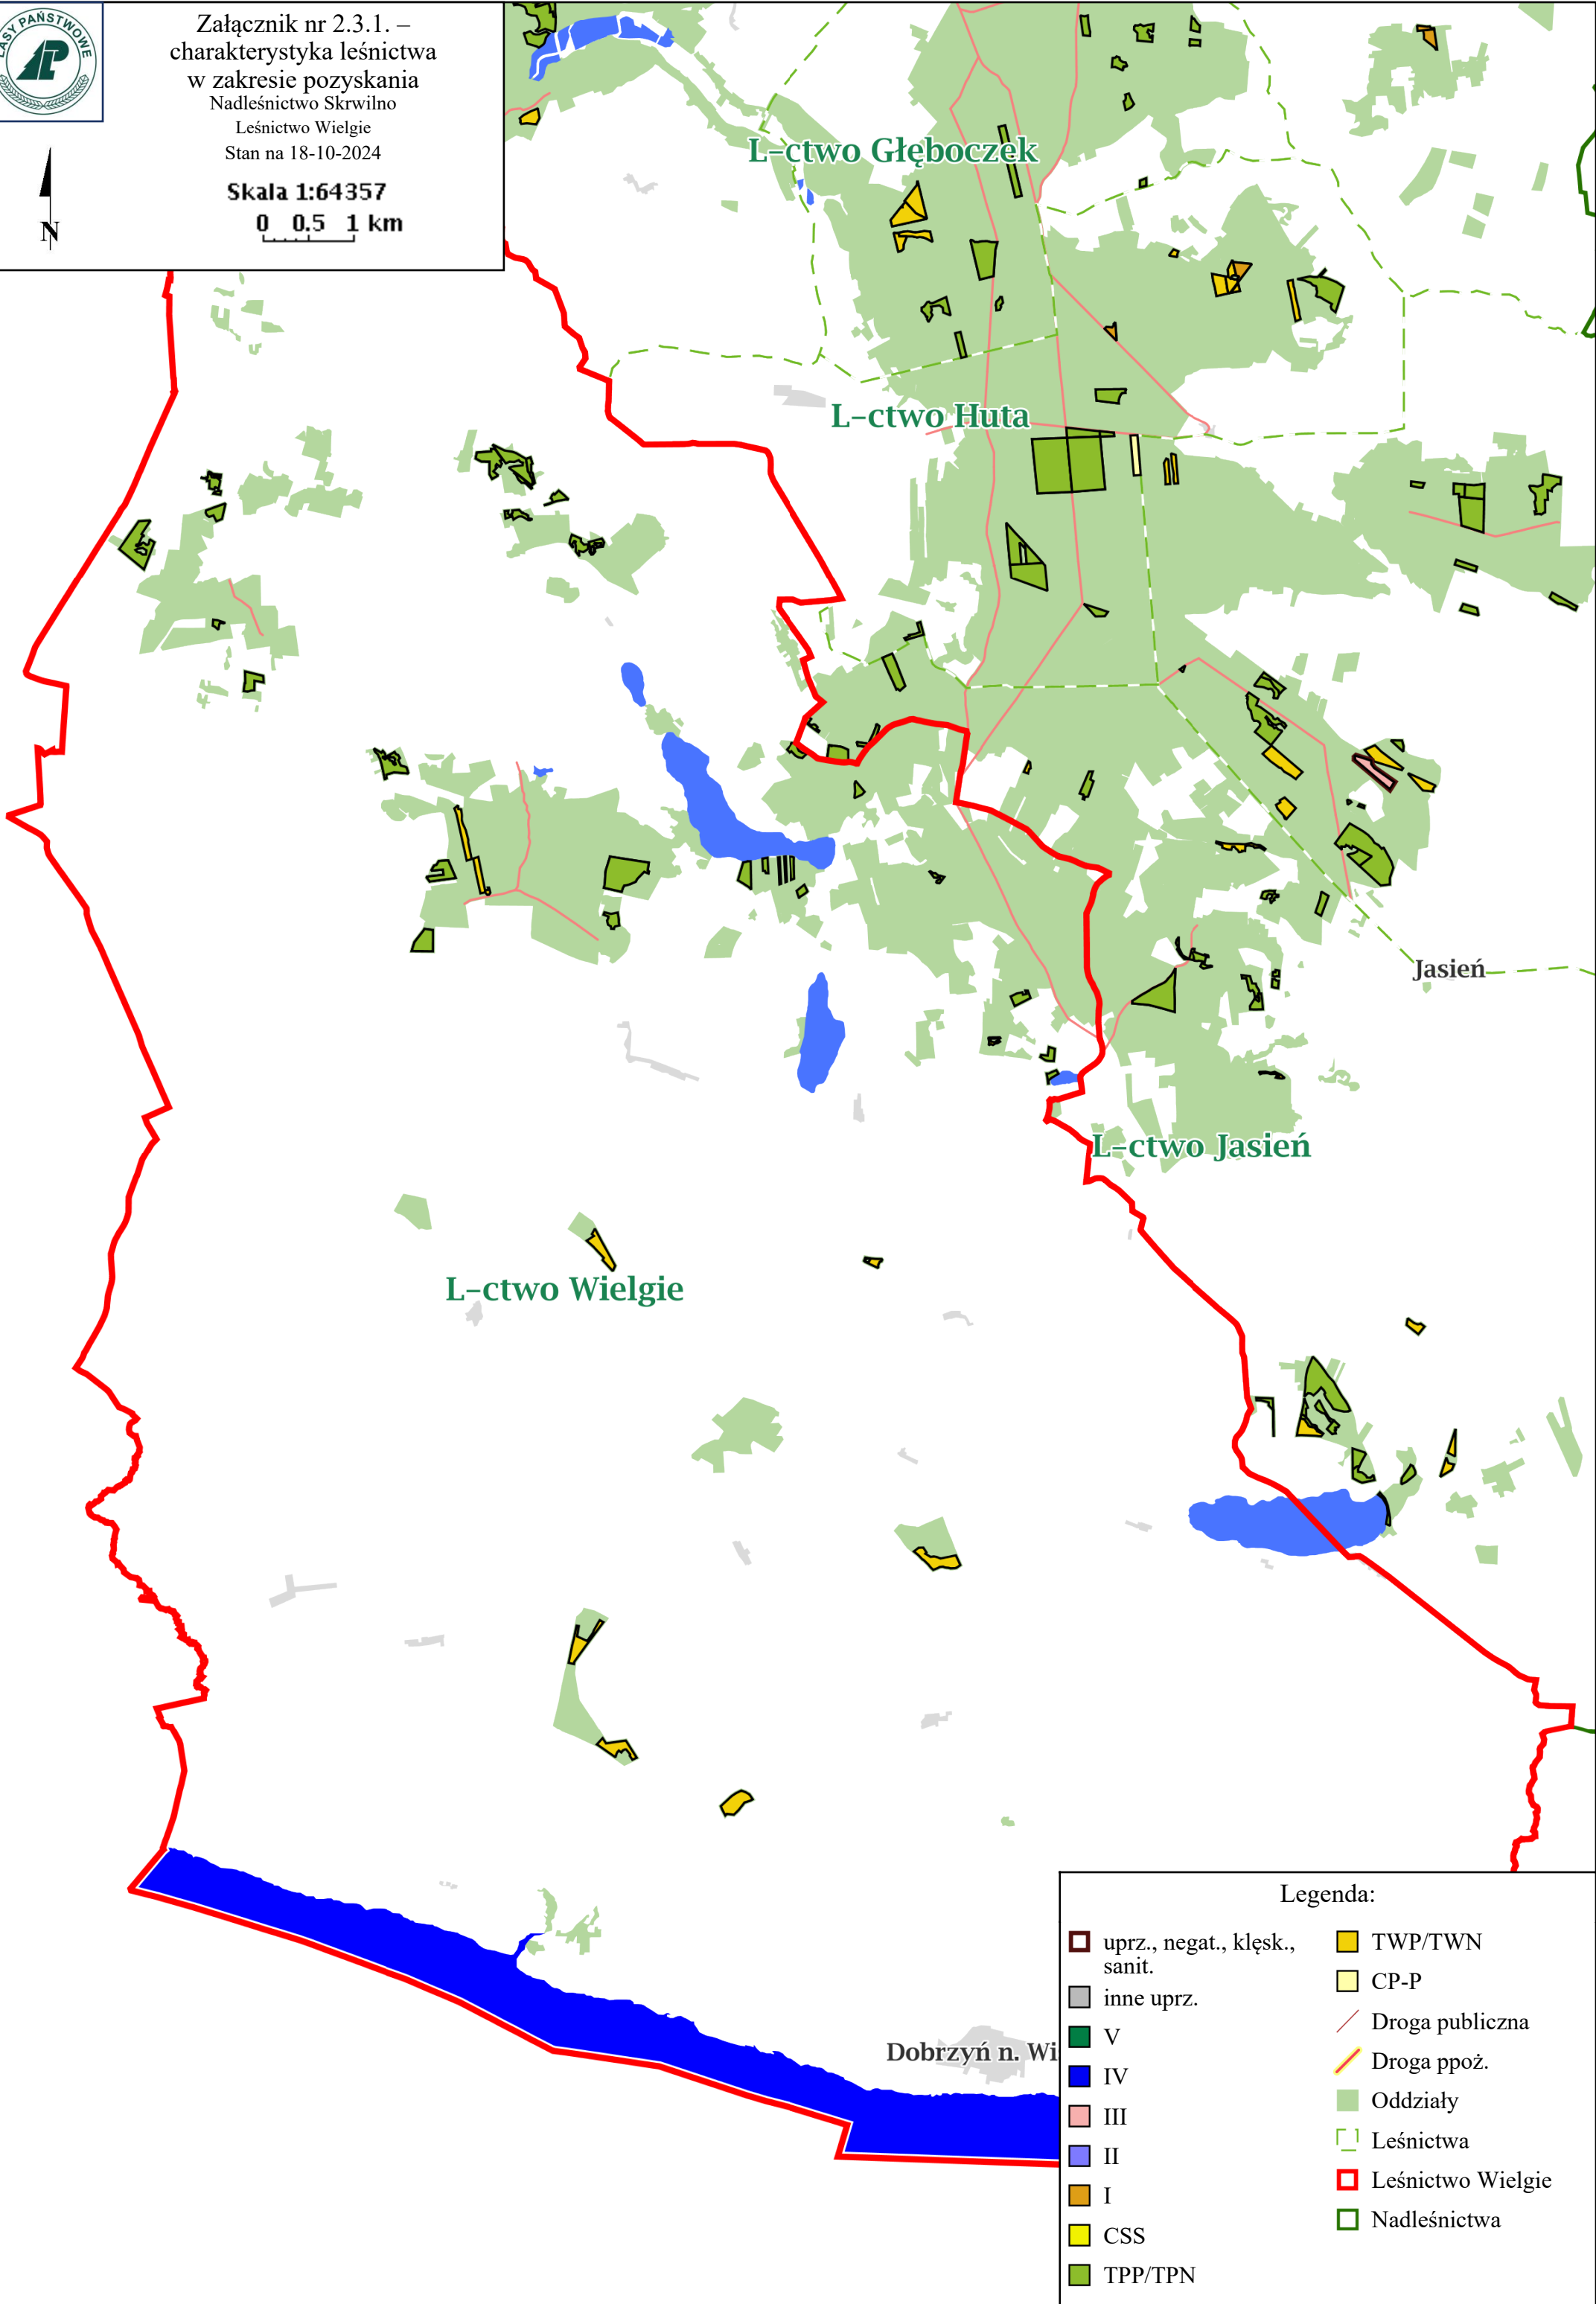 LASY PAŃSTWOWE
Załącznik nr 2.3.1. –
charakterystyka leśnictwa
w zakresie pozyskania
Nadleśnictwo Skrwilno
Leśnictwo Wielgie
Stan na 18-10-2024
Skala 1:64357
0 0.5 1 km
N
L-ctwo Głęboczek
L-ctwo Huta
Jasień
L-ctwo Jasień
L-ctwo Wielgie
Dobrzyń n. Wi
Legenda:
uprz., negat., klęsk.,
sanit.
inne uprz.
V
IV
III
II
I
CSS
TPP/TPN
TWP/TWN
CP-P
Droga publiczna
Droga ppoż.
Oddziały
Leśnictwa
Leśnictwo Wielgie
Nadleśnictwa